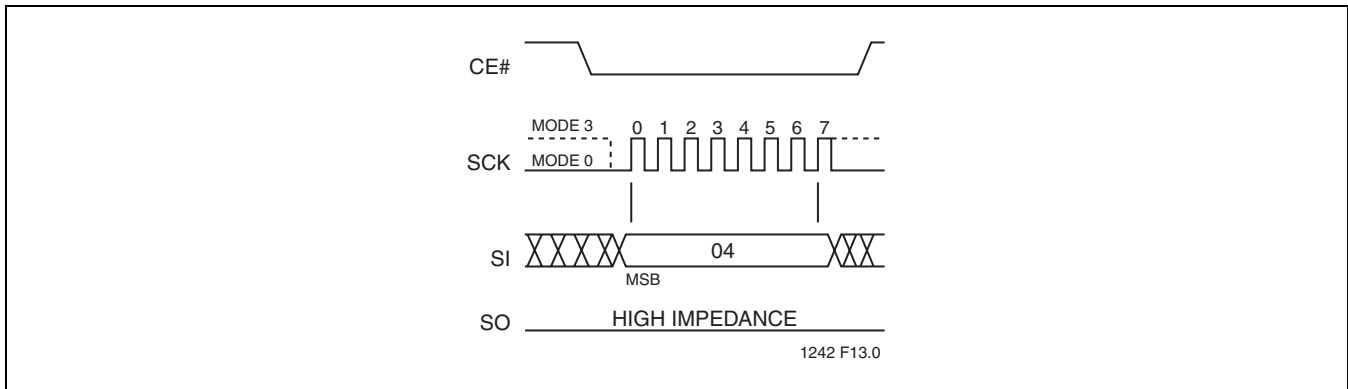 CE#
MODE 3
0 1 2 3 4 5 6 7
SCK
MODE 0
SI
04
MSB
SO
HIGH IMPEDANCE
1242 F13.0